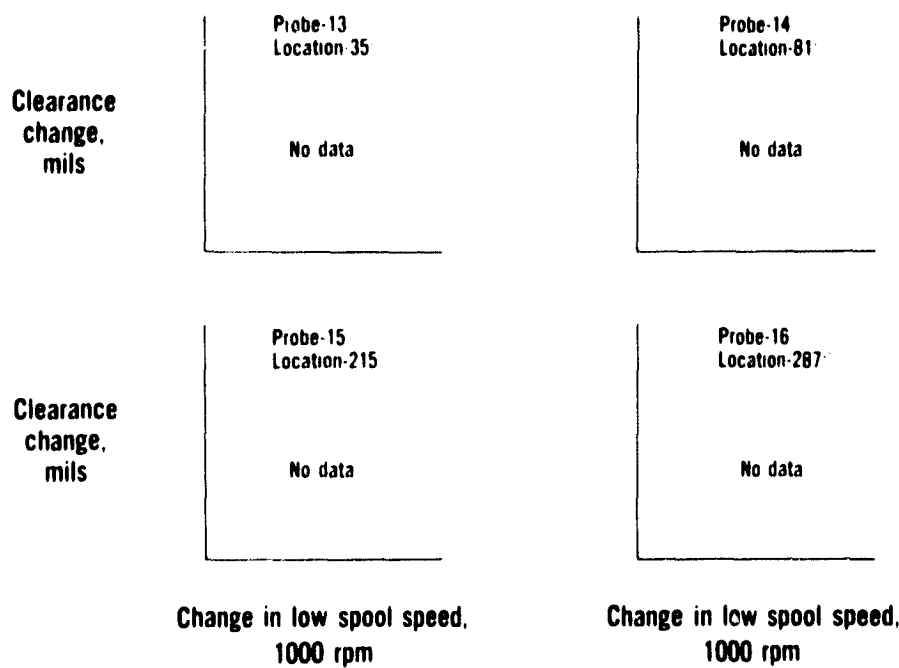 Probe-13
Location-35
Probe-14
Location-81
Clearance
change,
mils
No data
No data
Probe-15
Location-215
Probe-16
Location-287
Clearance
change,
mils
No data
No data
Change in low spool speed,
1000 rpm
Change in low spool speed,
1000 rpm